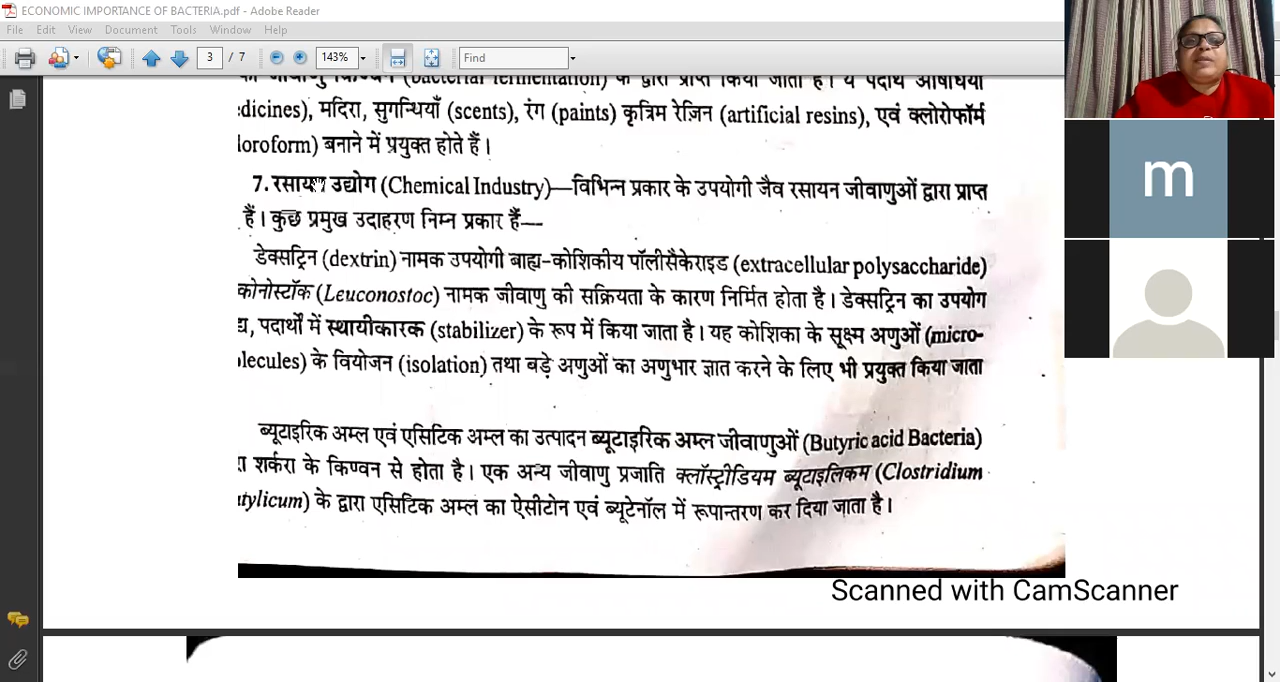 ECONOMIC IMPORTANCE OF BACTERIA.pdf - Adobe Reader
File Edit View Document Tools Window Help
3 / 7 143% Find
(bacterial fermentation) के द्वारा प्राप्त किया जाता है। ये पदार्थ औषधियों
dicines), मदिरा, सुगन्धियाँ (scents), रंग (paints) कृत्रिम रेज़िन (artificial resins), एवं क्लोरोफॉर्म
loroform) बनाने में प्रयुक्त होते हैं।
7. रसायन उद्योग (Chemical Industry)—विभिन्न प्रकार के उपयोगी जैव रसायन जीवाणुओं द्वारा प्राप्त
हैं। कुछ प्रमुख उदाहरण निम्न प्रकार हैं—
डेक्सट्रिन (dextrin) नामक उपयोगी बाह्य-कोशिकीय पॉलीसैकेराइड (extracellular polysaccharide)
कोनोस्टॉक (Leuconostoc) नामक जीवाणु की सक्रियता के कारण निर्मित होता है। डेक्सट्रिन का उपयोग
द्य, पदार्थों में स्थायीकारक (stabilizer) के रूप में किया जाता है। यह कोशिका के सूक्ष्म अणुओं (micro-
lecules) के वियोजन (isolation) तथा बड़े अणुओं का अणुभार ज्ञात करने के लिए भी प्रयुक्त किया जाता
ब्यूटाइरिक अम्ल एवं एसिटिक अम्ल का उत्पादन ब्यूटाइरिक अम्ल जीवाणुओं (Butyric acid Bacteria)
रा शर्करा के किण्वन से होता है। एक अन्य जीवाणु प्रजाति क्लॉस्ट्रीडियम ब्यूटाइलिकम (Clostridium
utylicum) के द्वारा एसिटिक अम्ल का ऐसीटोन एवं ब्यूटेनॉल में रूपान्तरण कर दिया जाता है।
Scanned with CamScanner
m